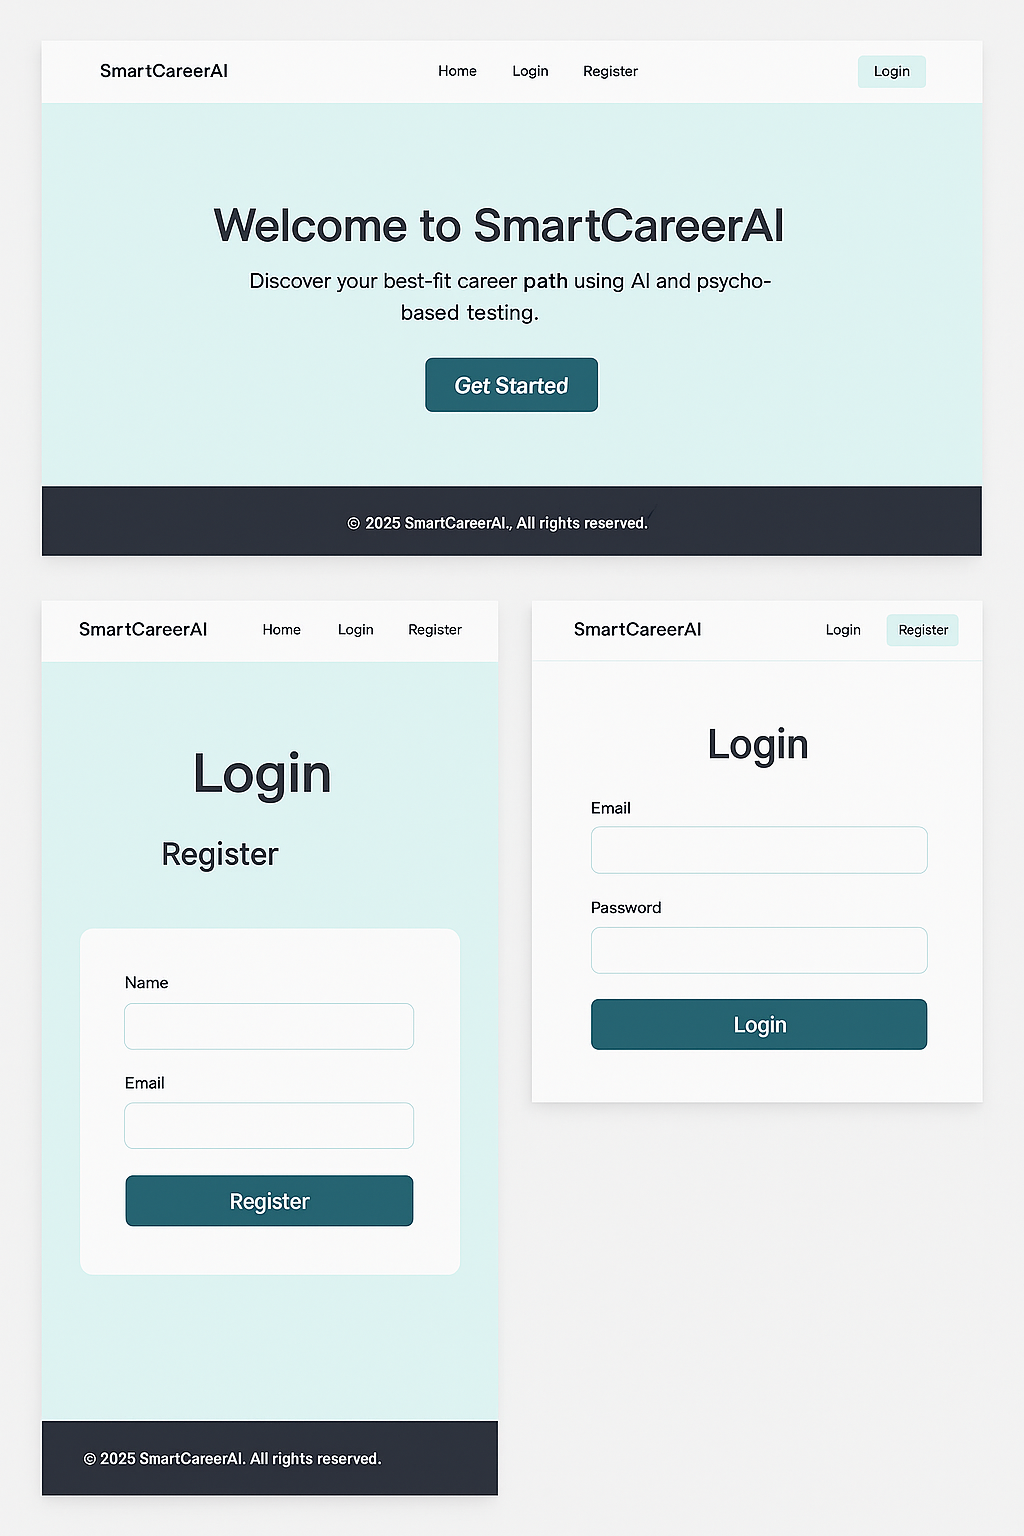 SmartCareerAI Home Login Register Login
Welcome to SmartCareerAI
Discover your best-fit career path using AI and psycho-
based testing.
Get Started
© 2025 SmartCareerAI., All rights reserved.
SmartCareerAI Home Login Register
Login
Register
Name
Email
Register
© 2025 SmartCareerAI. All rights reserved.
SmartCareerAI Login Register
Login
Email
Password
Login